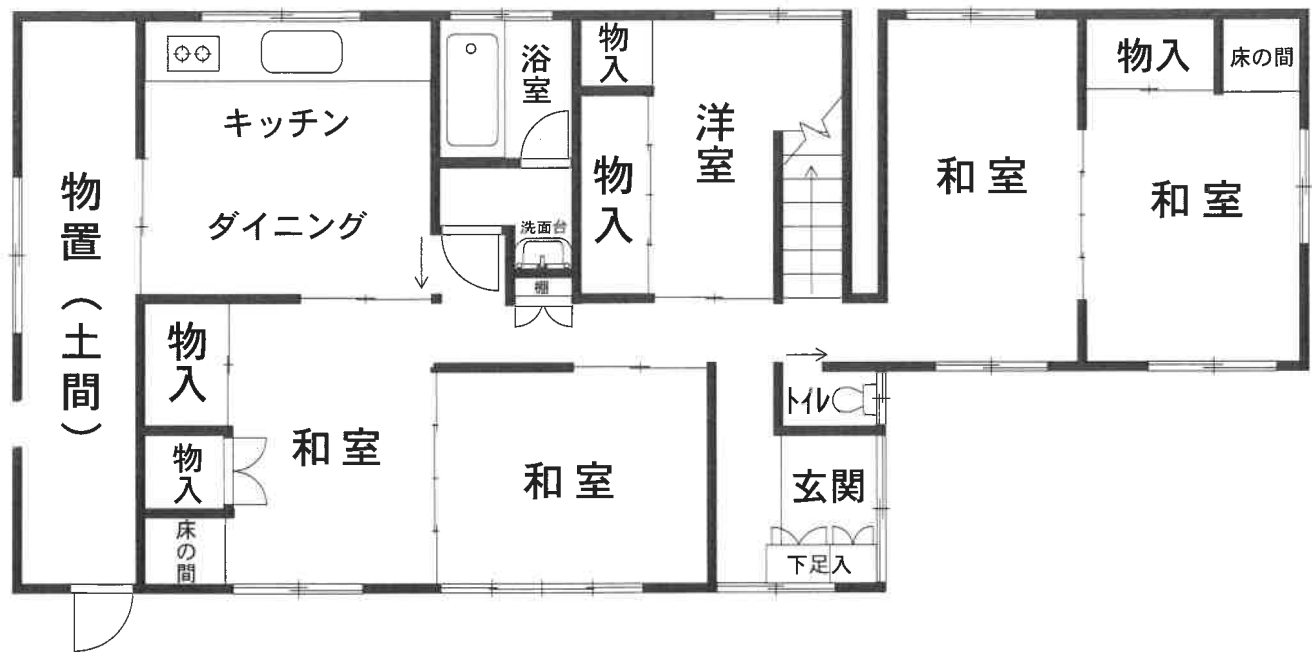 キッチン
ダイニング
物置（土間）
浴室
洗面台
棚
物入
物入
洋室
和室
物入
床の間
和室
物入
物入
床の間
和室
和室
トイレ
玄関
下足入